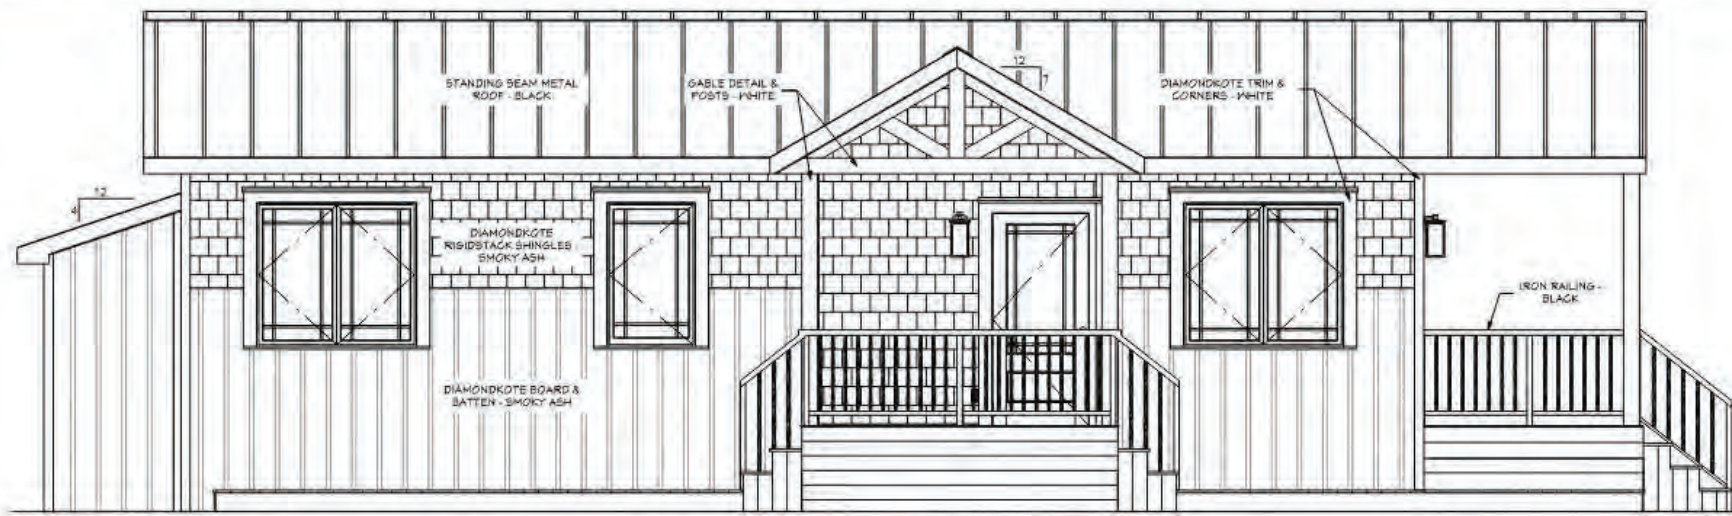 12
7
STANDING SEAM METAL
ROOF - BLACK
GABLE DETAIL &
POSTS - WHITE
DIAMONDKOTE TRIM &
CORNERS - WHITE
12
4
DIAMONDKOTE
RIGIDSTACK SHINGLES -
SMOKY ASH
IRON RAILING -
BLACK
DIAMONDKOTE BOARD &
BATTEN - SMOKY ASH